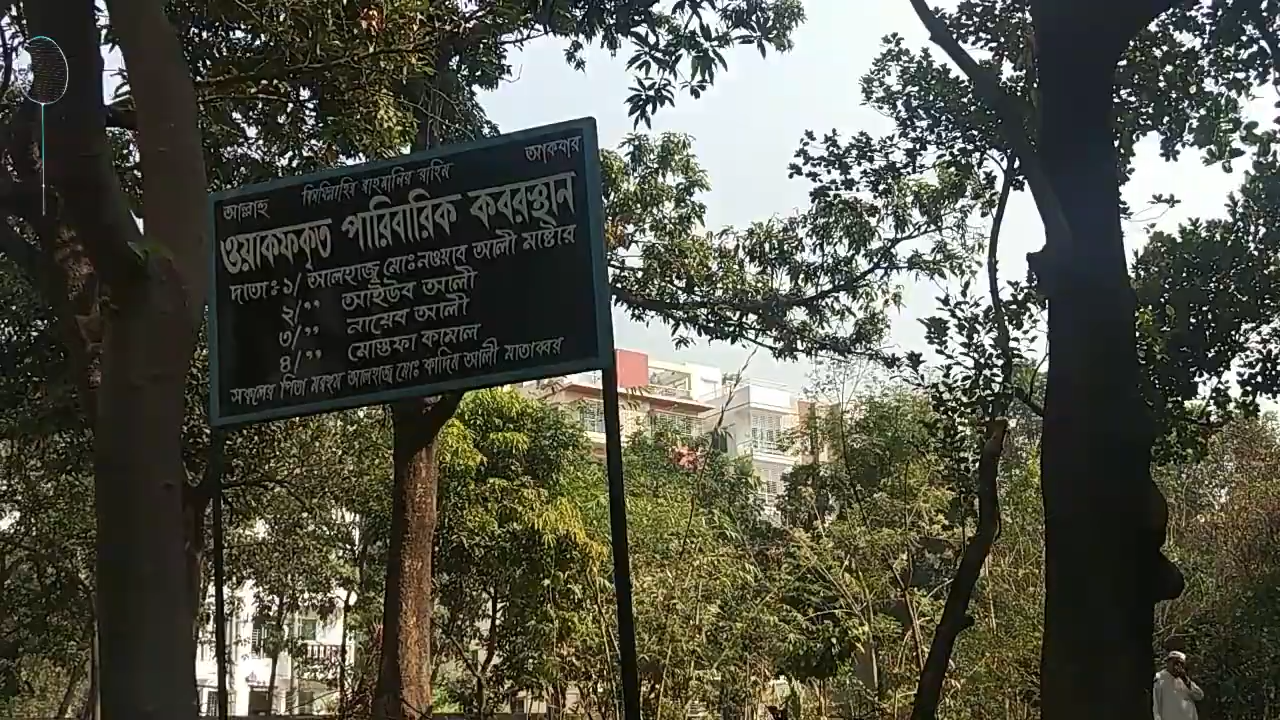 আল্লাহু বিসমিল্লাহির রাহমানির রাহিম আকবার
ওয়াকফকৃত পারিবারিক কবরস্থান
দাতাঃ ১/ আলহাজ্ব মোঃ নওয়াব আলী মাষ্টার
২/ ,, আইউব আলী
৩/ ,, নায়েব আলী
৪/ ,, মোস্তফা কামাল
সকলের পিতা মরহুম আলহাজ্ব মোঃ কাদির আলী মাতাব্বর